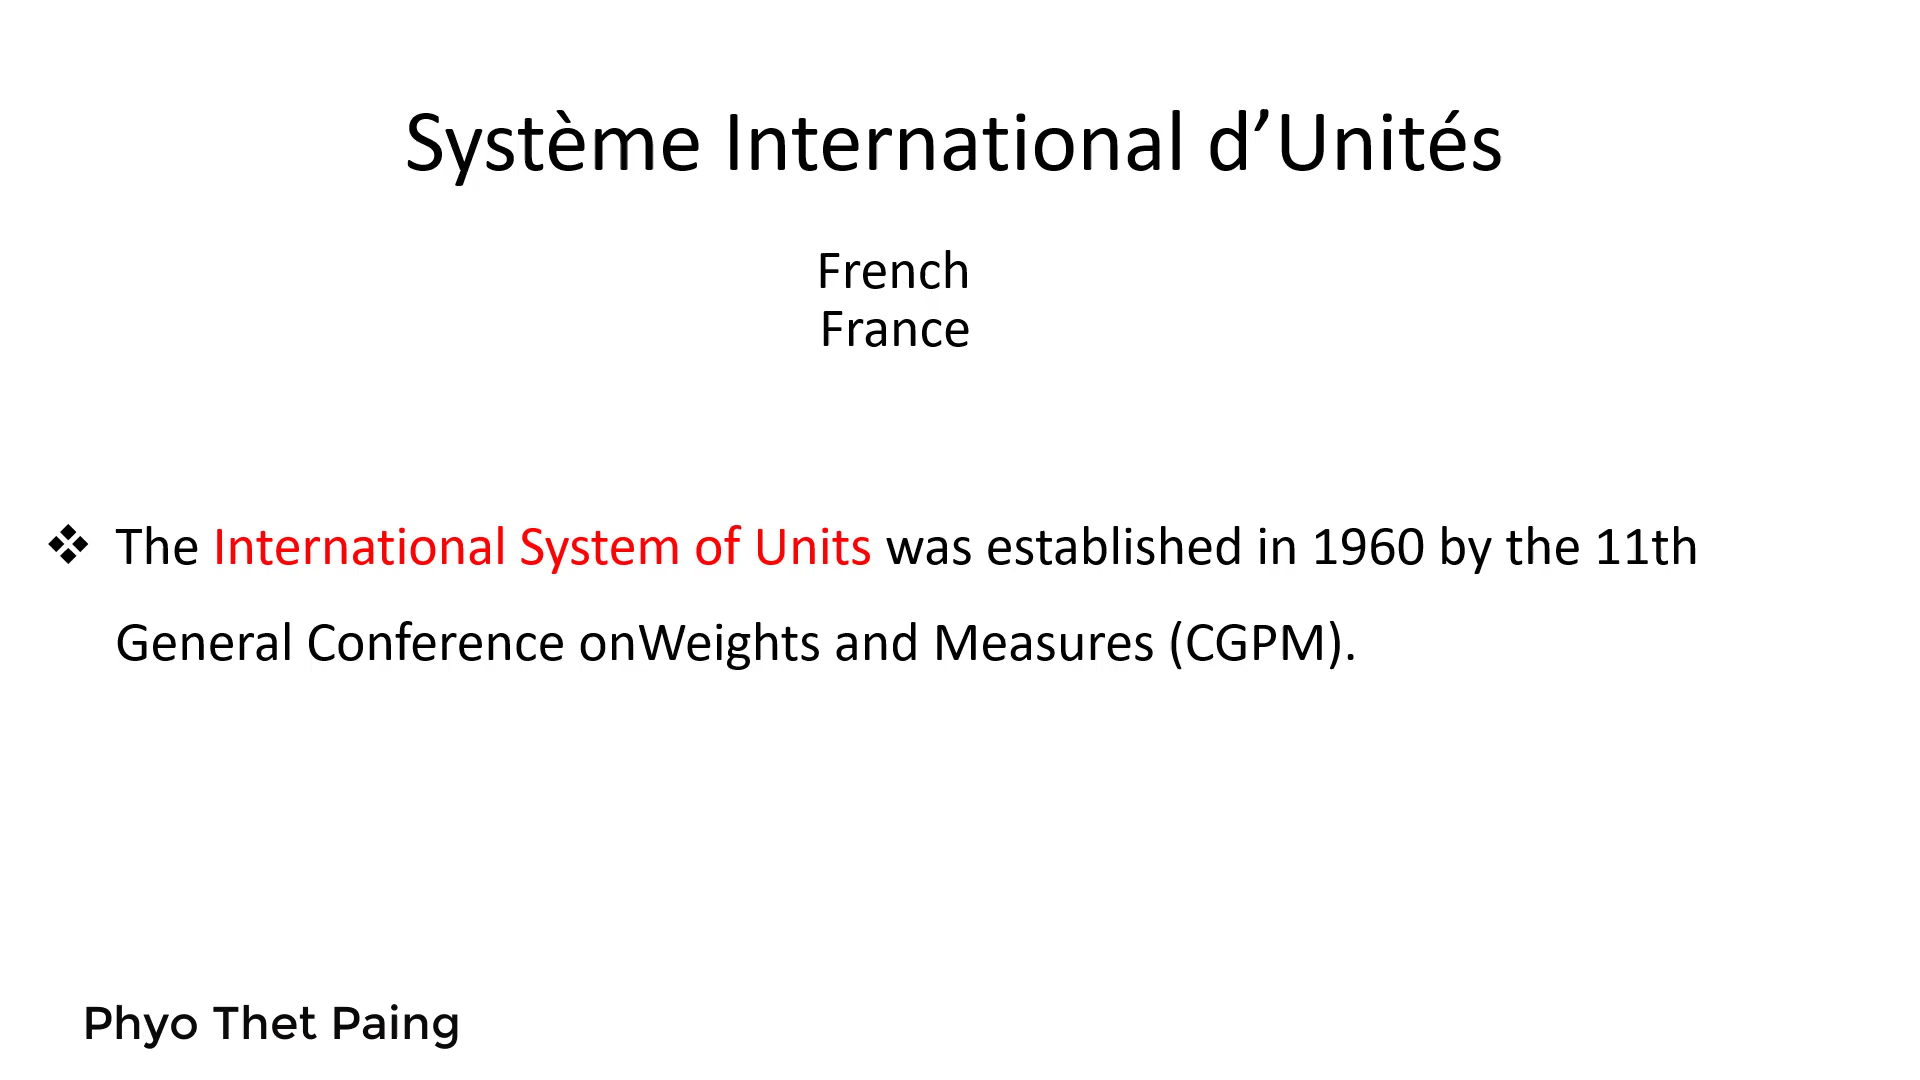 Système International d’Unités
French
France
❖ The International System of Units was established in 1960 by the 11th
General Conference onWeights and Measures (CGPM).
Phyo Thet Paing